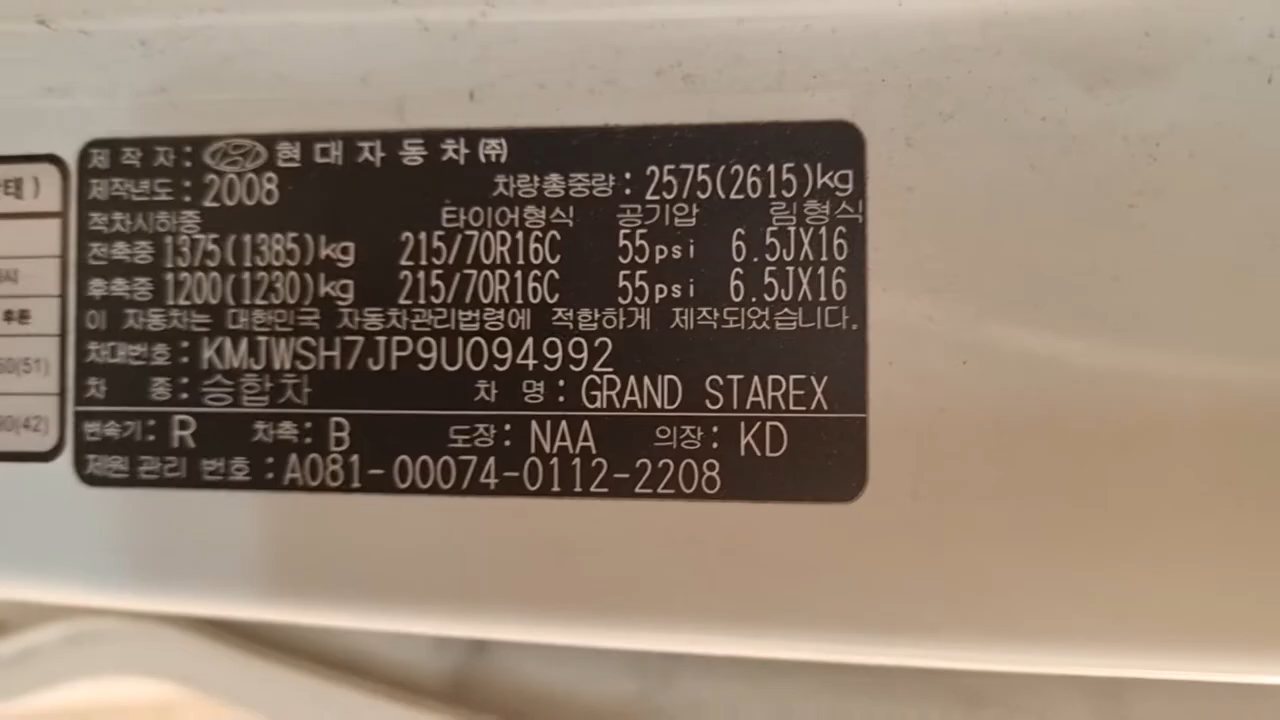 제 작 자: 현대자동차㈜
제작년도: 2008 차량총중량: 2575(2615)kg
적차시하중 타이어형식 공기압 림형식
전축중 1375(1385)kg 215/70R16C 55psi 6.5JX16
후축중 1200(1230)kg 215/70R16C 55psi 6.5JX16
이 자동차는 대한민국 자동차관리법령에 적합하게 제작되었습니다.
차대번호: KMJWSH7JP9U094992
차 종: 승합차 차 명: GRAND STAREX
변속기: R 차축: B 도장: NAA 의장: KD
제원관리 번호: A081-00074-0112-2208